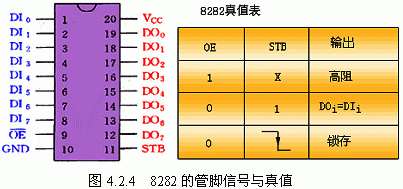 8282真值表
DI0 1 20 VCC
DI1 2 19 DO0
DI2 3 18 DO1
DI3 4 17 DO2
DI4 5 16 DO3
DI5 6 15 DO4
DI6 7 14 DO5
DI7 8 13 DO6
OE 9 12 DO7
GND 10 11 STB
OE STB 输出
1 X 高阻
0 1 DOi=DIi
0 锁存
图 4.2.4 8282 的管脚信号与真值